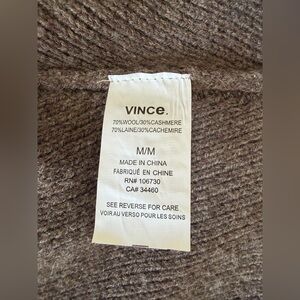 VINCE.
70%WOOL/30%CASHMERE
70%LAINE/30%CACHEMIRE
M/M
MADE IN CHINA
FABRIQUÉ EN CHINE
RN# 106730
CA# 34460
SEE REVERSE FOR CARE
VOIR AU VERSO POUR LES SOINS